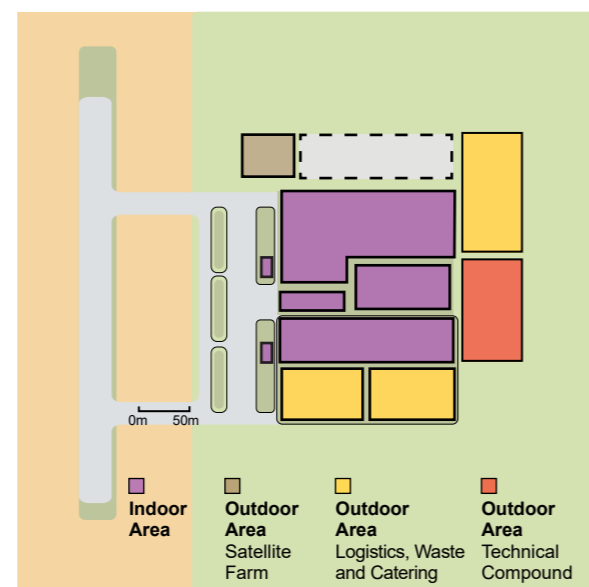 0m 50m
Indoor
Area
Outdoor
Area
Satellite
Farm
Outdoor
Area
Logistics, Waste
and Catering
Outdoor
Area
Technical
Compound